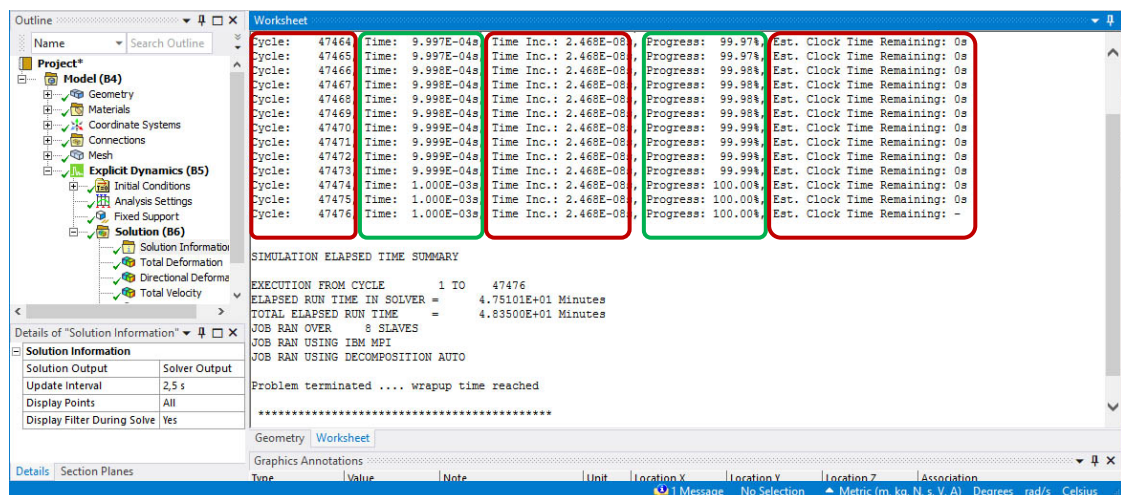 Outline
Name Search Outline
Project*
Model (B4)
Geometry
Materials
Coordinate Systems
Connections
Mesh
Explicit Dynamics (B5)
Initial Conditions
Analysis Settings
Fixed Support
Solution (B6)
Solution Information
Total Deformation
Directional Deforma
Total Velocity
Details of "Solution Information"
Solution Information
Solution Output Solver Output
Update Interval 2,5 s
Display Points All
Display Filter During Solve Yes
Details Section Planes
Worksheet
Cycle: 47464, Time: 9.997E-04s, Time Inc.: 2.468E-08s, Progress: 99.97%, Est. Clock Time Remaining: 0s
Cycle: 47465, Time: 9.997E-04s, Time Inc.: 2.468E-08s, Progress: 99.97%, Est. Clock Time Remaining: 0s
Cycle: 47466, Time: 9.998E-04s, Time Inc.: 2.468E-08s, Progress: 99.98%, Est. Clock Time Remaining: 0s
Cycle: 47467, Time: 9.998E-04s, Time Inc.: 2.468E-08s, Progress: 99.98%, Est. Clock Time Remaining: 0s
Cycle: 47468, Time: 9.998E-04s, Time Inc.: 2.468E-08s, Progress: 99.98%, Est. Clock Time Remaining: 0s
Cycle: 47469, Time: 9.998E-04s, Time Inc.: 2.468E-08s, Progress: 99.98%, Est. Clock Time Remaining: 0s
Cycle: 47470, Time: 9.999E-04s, Time Inc.: 2.468E-08s, Progress: 99.99%, Est. Clock Time Remaining: 0s
Cycle: 47471, Time: 9.999E-04s, Time Inc.: 2.468E-08s, Progress: 99.99%, Est. Clock Time Remaining: 0s
Cycle: 47472, Time: 9.999E-04s, Time Inc.: 2.468E-08s, Progress: 99.99%, Est. Clock Time Remaining: 0s
Cycle: 47473, Time: 9.999E-04s, Time Inc.: 2.468E-08s, Progress: 99.99%, Est. Clock Time Remaining: 0s
Cycle: 47474, Time: 1.000E-03s, Time Inc.: 2.468E-08s, Progress: 100.00%, Est. Clock Time Remaining: 0s
Cycle: 47475, Time: 1.000E-03s, Time Inc.: 2.468E-08s, Progress: 100.00%, Est. Clock Time Remaining: 0s
Cycle: 47476, Time: 1.000E-03s, Time Inc.: 2.468E-08s, Progress: 100.00%, Est. Clock Time Remaining: -
SIMULATION ELAPSED TIME SUMMARY
EXECUTION FROM CYCLE 1 TO 47476
ELAPSED RUN TIME IN SOLVER = 4.75101E+01 Minutes
TOTAL ELAPSED RUN TIME = 4.83500E+01 Minutes
JOB RAN OVER 8 SLAVES
JOB RAN USING IBM MPI
JOB RAN USING DECOMPOSITION AUTO
Problem terminated .... wrapup time reached
********************************************
Geometry Worksheet
Graphics Annotations
Type Value Note Unit Location X Location Y Location Z Association
1 Message No Selection Metric (m, kg, N, s, V, A) Degrees rad/s Celsius